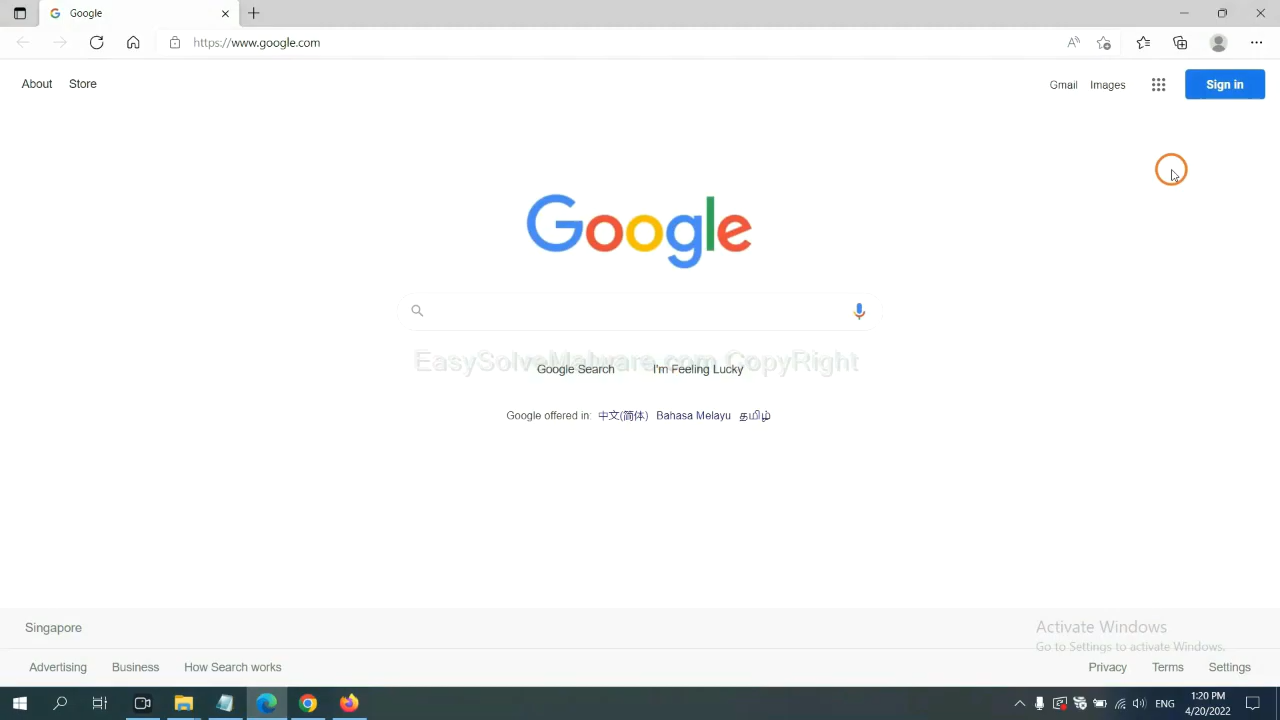 Google
https://www.google.com
About Store
Gmail Images Sign in
Google
EasySolveMalware.com CopyRight
Google Search I'm Feeling Lucky
Google offered in: 中文(简体) Bahasa Melayu தமிழ்
Singapore
Activate Windows
Go to Settings to activate Windows.
Advertising Business How Search works
Privacy Terms Settings
ENG
1:20 PM
4/20/2022